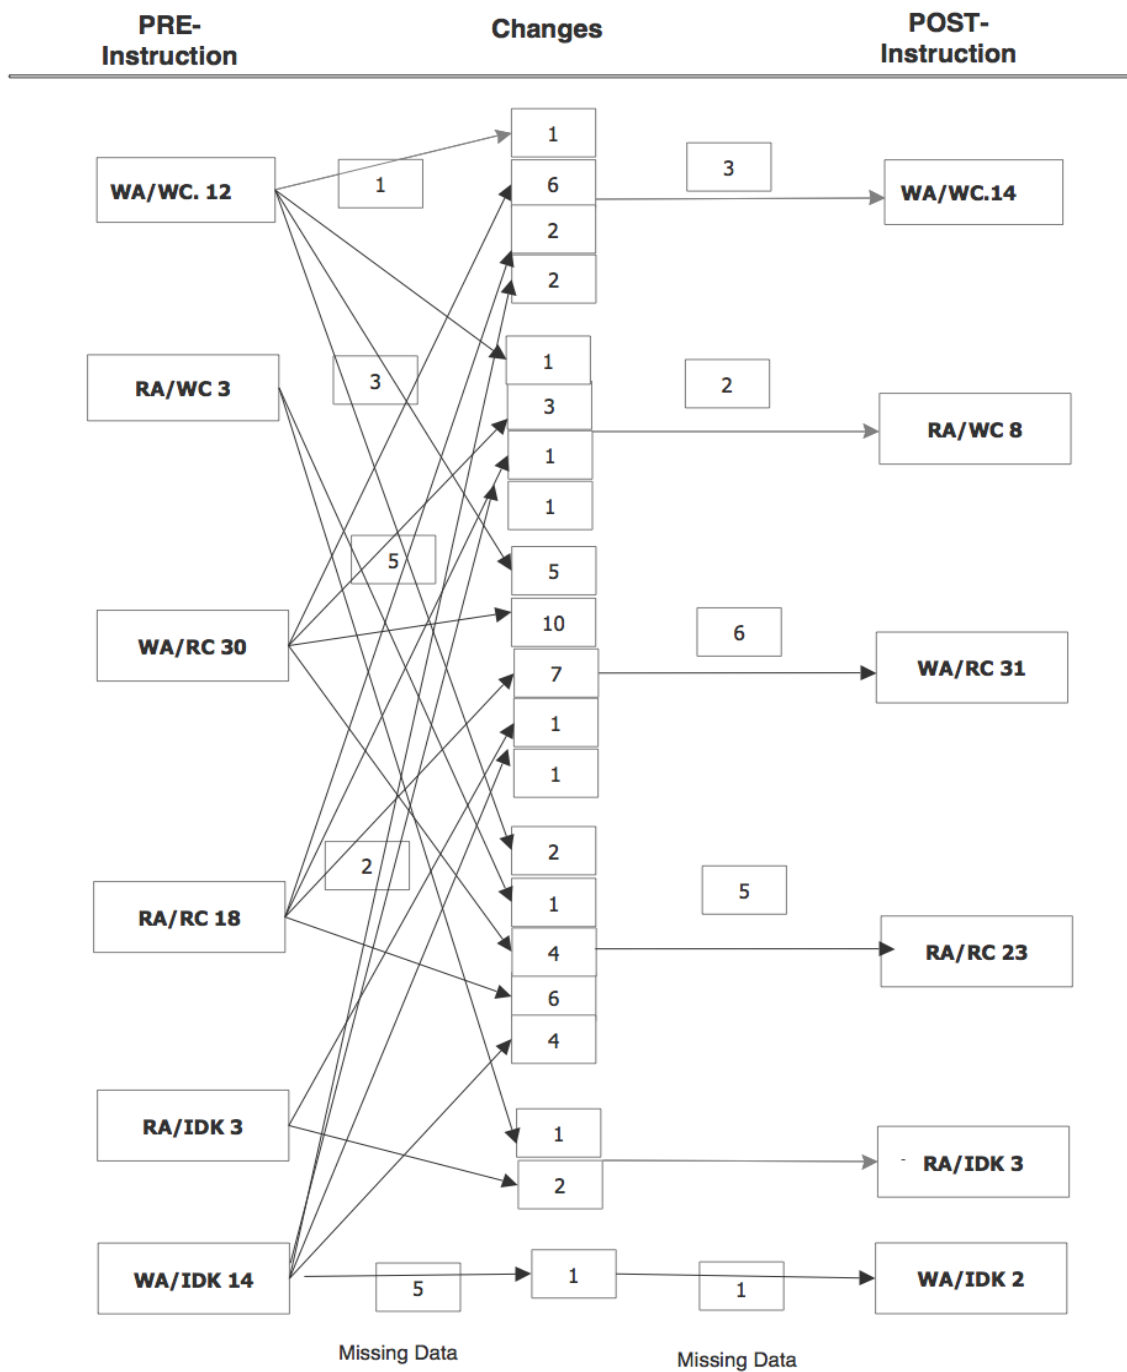 PRE-
Instruction
Changes
POST-
Instruction
1
WA/WC. 12
1
6
3
WA/WC.14
2
2
1
RA/WC 3
3
3
2
RA/WC 8
1
1
5
5
10
WA/RC 30
6
WA/RC 31
7
1
1
2
2
RA/RC 18
1
5
4
RA/RC 23
6
4
RA/IDK 3
1
- RA/IDK 3
2
WA/IDK 14
5
1
1
WA/IDK 2
Missing Data
Missing Data